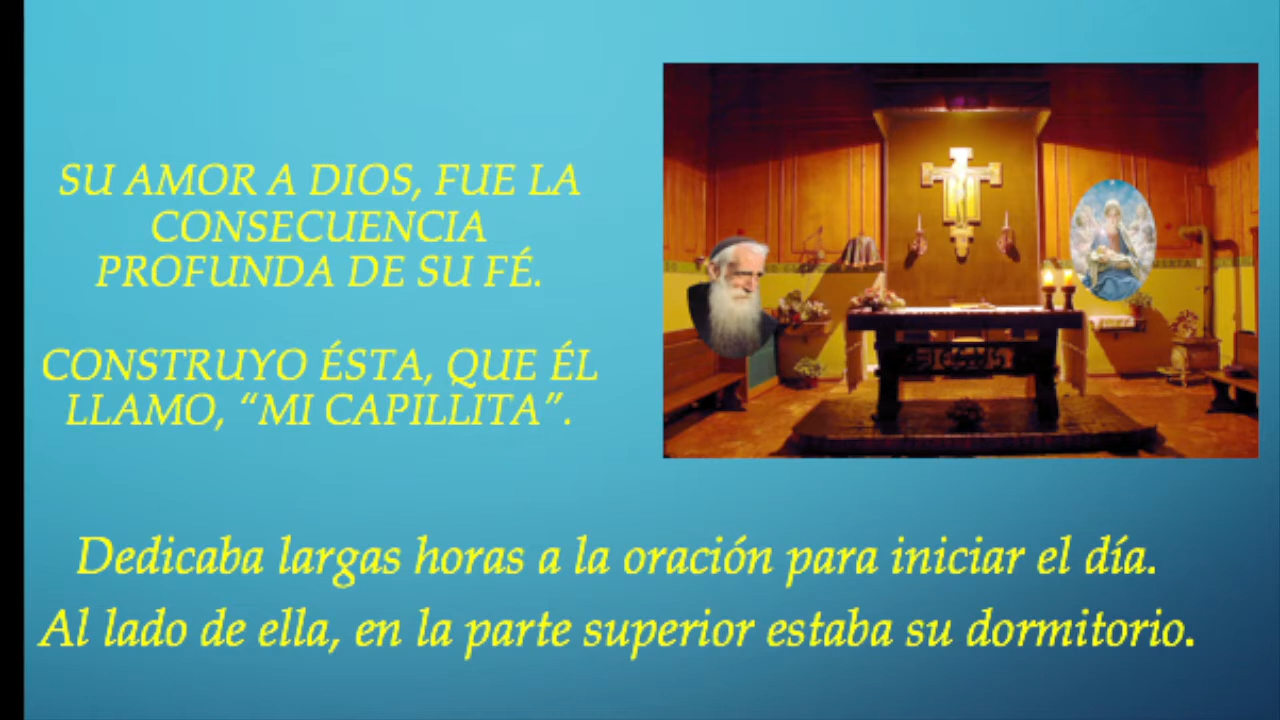 SU AMOR A DIOS, FUE LA
CONSECUENCIA
PROFUNDA DE SU FÉ.
CONSTRUYO ÉSTA, QUE ÉL
LLAMO, “MI CAPILLITA”.
Dedicaba largas horas a la oración para iniciar el día.
Al lado de ella, en la parte superior estaba su dormitorio.